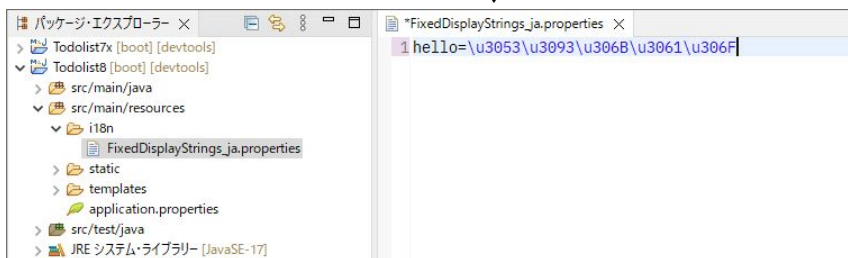 パッケージ・エクスプローラー
Todolist7x [boot] [devtools]
Todolist8 [boot] [devtools]
src/main/java
src/main/resources
i18n
FixedDisplayStrings_ja.properties
static
templates
application.properties
src/test/java
JRE システム・ライブラリー [JavaSE-17]
*FixedDisplayStrings_ja.properties
1 hello=\u3053\u3093\u306B\u3061\u306F